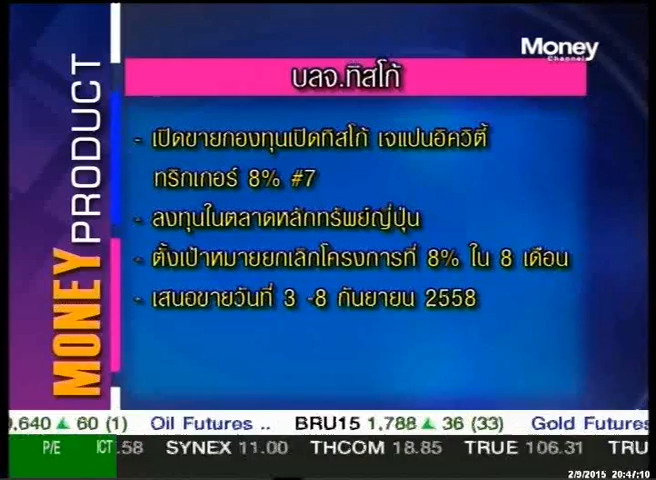 Money
Channel
บลจ.ทิสโก้
MONEY PRODUCT
- เปิดขายกองทุนเปิดทิสโก้ เจแปนอิควิตี้
ทริกเกอร์ 8% #7
- ลงทุนในตลาดหลักทรัพย์ญี่ปุ่น
- ตั้งเป้าหมายยกเลิกโครงการที่ 8% ใน 8 เดือน
- เสนอขายวันที่ 3 -8 กันยายน 2558
,640 ▲ 60 (1) Oil Futures .. BRU15 1,788 ▲ 36 (33) Gold Futures
P/E ICT .58 SYNEX 11.00 THCOM 18.85 TRUE 106.31 TRU
2/9/2015 20:47:10